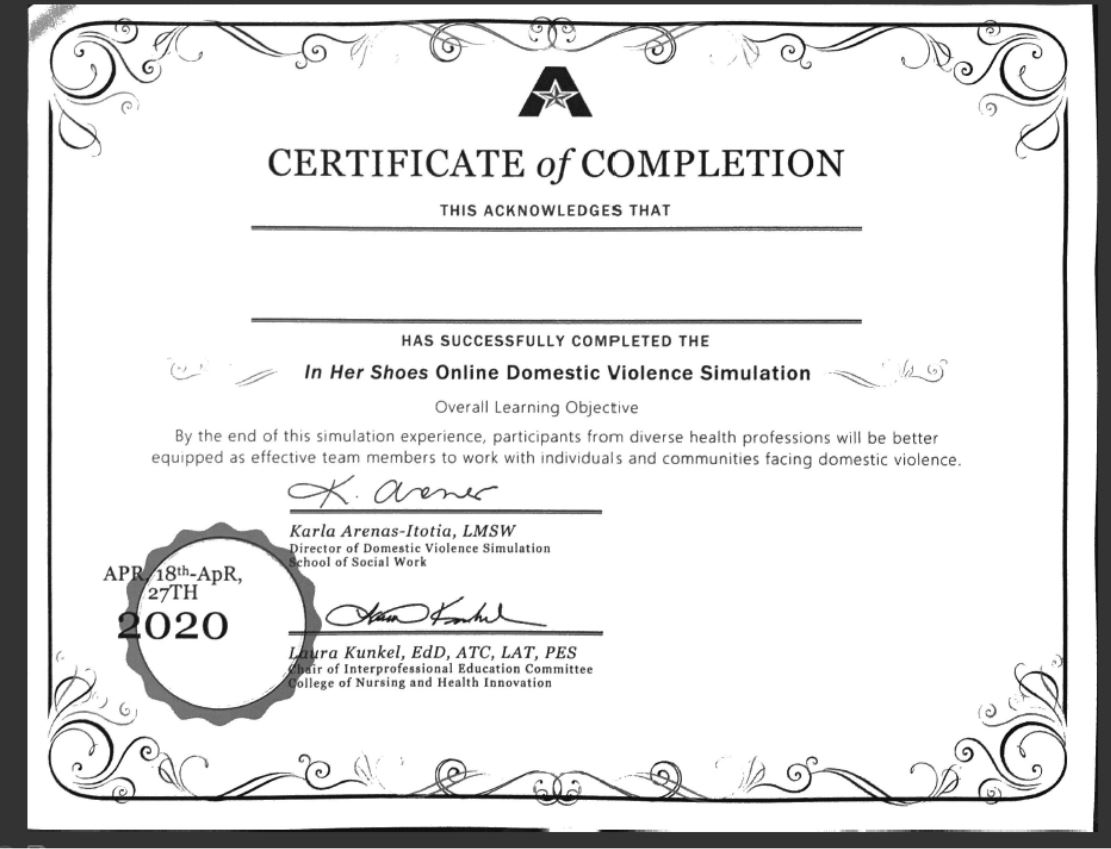 A
CERTIFICATE of COMPLETION
THIS ACKNOWLEDGES THAT
HAS SUCCESSFULLY COMPLETED THE
In Her Shoes Online Domestic Violence Simulation
Overall Learning Objective
By the end of this simulation experience, participants from diverse health professions will be better
equipped as effective team members to work with individuals and communities facing domestic violence.
K. Arenas
Karla Arenas-Itotia, LMSW
Director of Domestic Violence Simulation
School of Social Work
APR, 18th-ApR,
27TH
2020
Laura Kunkel
Laura Kunkel, EdD, ATC, LAT, PES
Chair of Interprofessional Education Committee
College of Nursing and Health Innovation